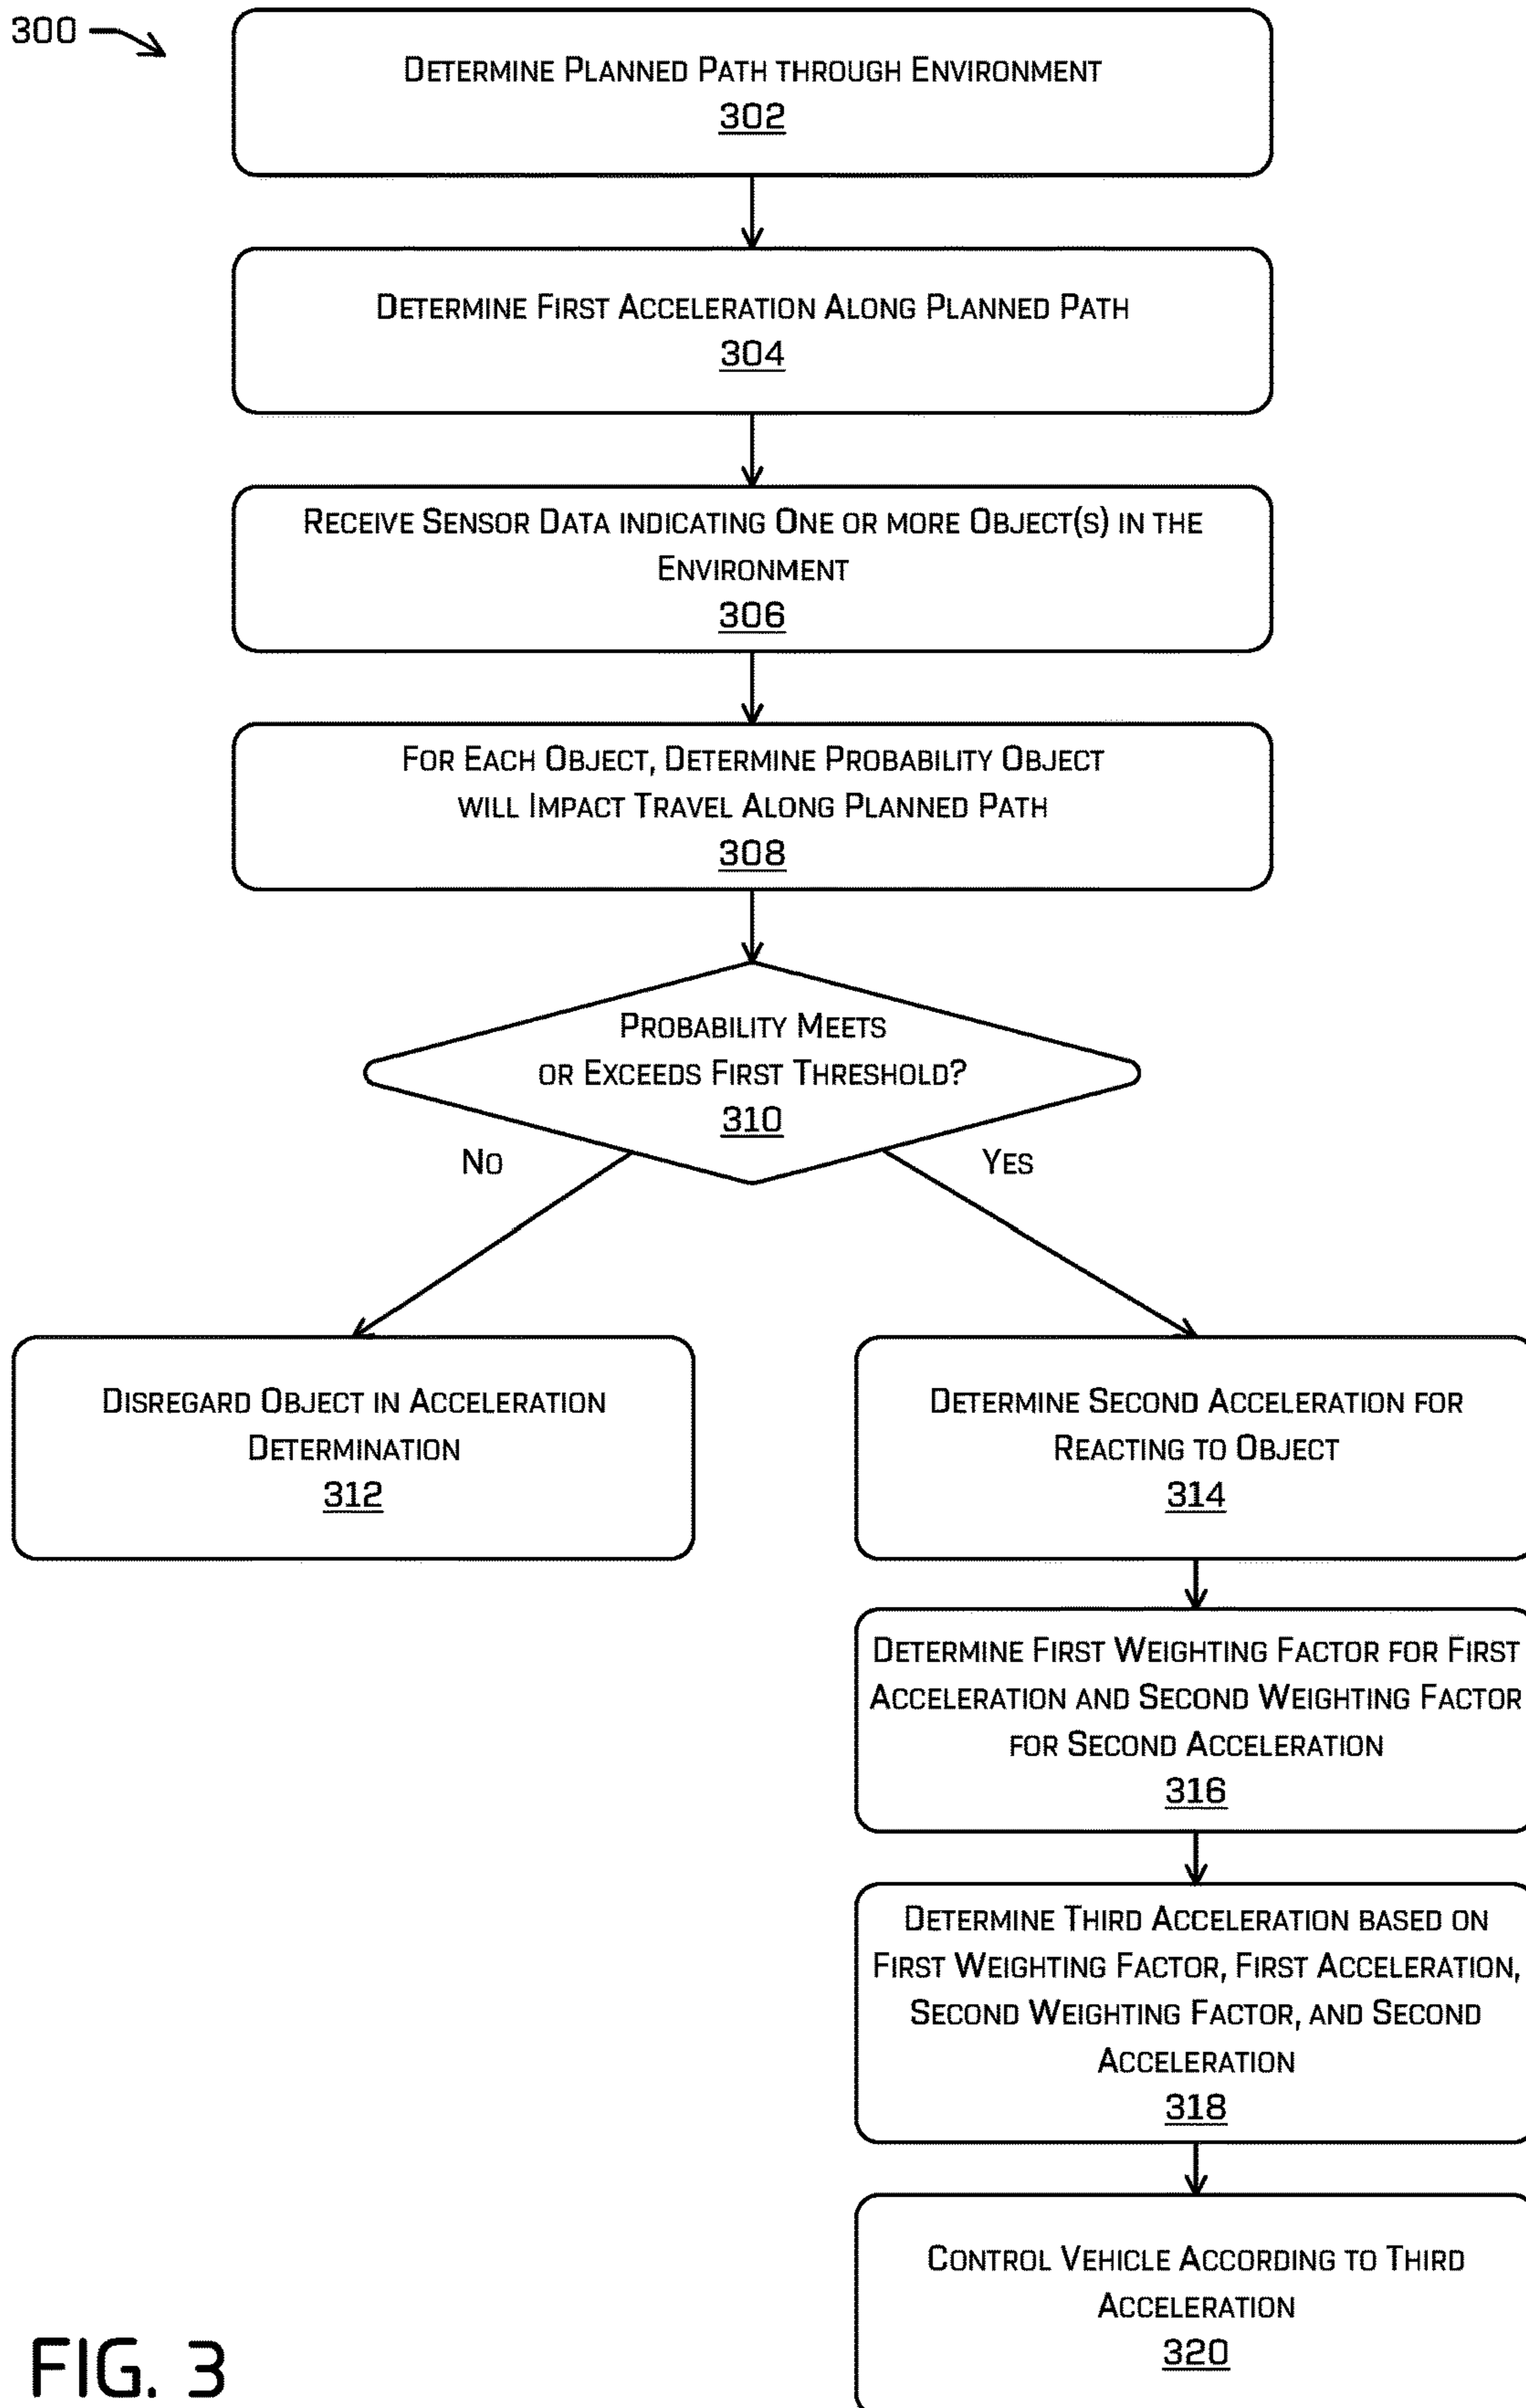 300
DETERMINE PLANNED PATH THROUGH ENVIRONMENT
302
DETERMINE FIRST ACCELERATION ALONG PLANNED PATH
304
RECEIVE SENSOR DATA INDICATING ONE OR MORE OBJECT(S) IN THE
ENVIRONMENT
306
FOR EACH OBJECT, DETERMINE PROBABILITY OBJECT
WILL IMPACT TRAVEL ALONG PLANNED PATH
308
PROBABILITY MEETS
OR EXCEEDS FIRST THRESHOLD?
310
NO
YES
DISREGARD OBJECT IN ACCELERATION
DETERMINATION
312
DETERMINE SECOND ACCELERATION FOR
REACTING TO OBJECT
314
DETERMINE FIRST WEIGHTING FACTOR FOR FIRST
ACCELERATION AND SECOND WEIGHTING FACTOR
FOR SECOND ACCELERATION
316
DETERMINE THIRD ACCELERATION BASED ON
FIRST WEIGHTING FACTOR, FIRST ACCELERATION,
SECOND WEIGHTING FACTOR, AND SECOND
ACCELERATION
318
CONTROL VEHICLE ACCORDING TO THIRD
ACCELERATION
320
FIG. 3